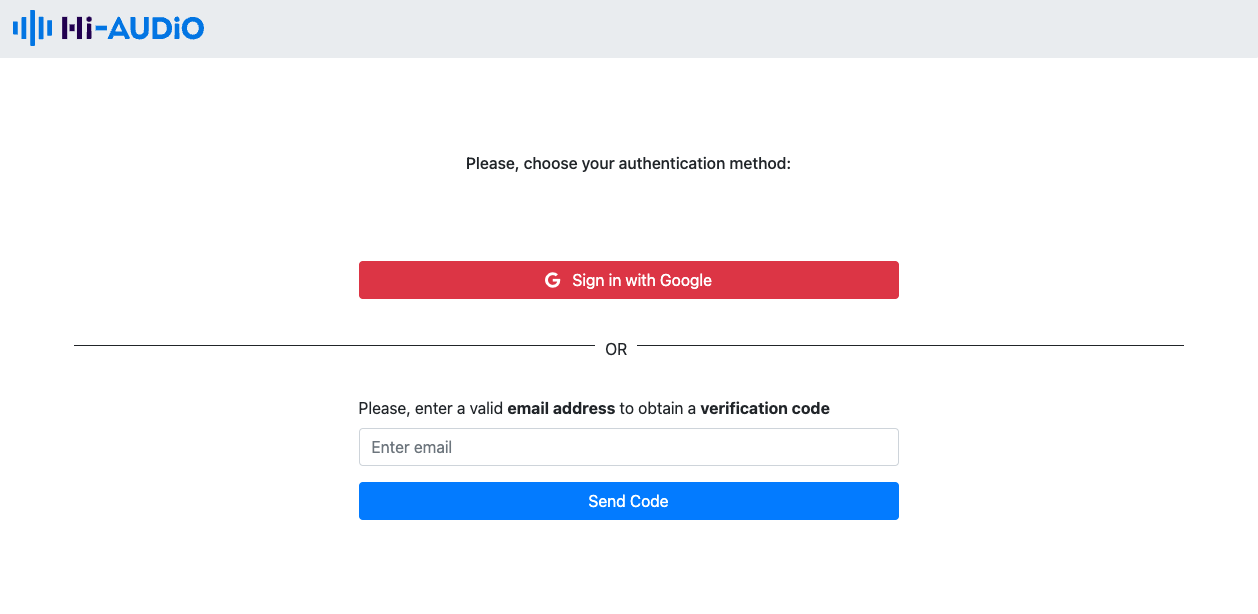 Hi-AUDiO
Please, choose your authentication method:
Sign in with Google
OR
Please, enter a valid email address to obtain a verification code
Enter email
Send Code